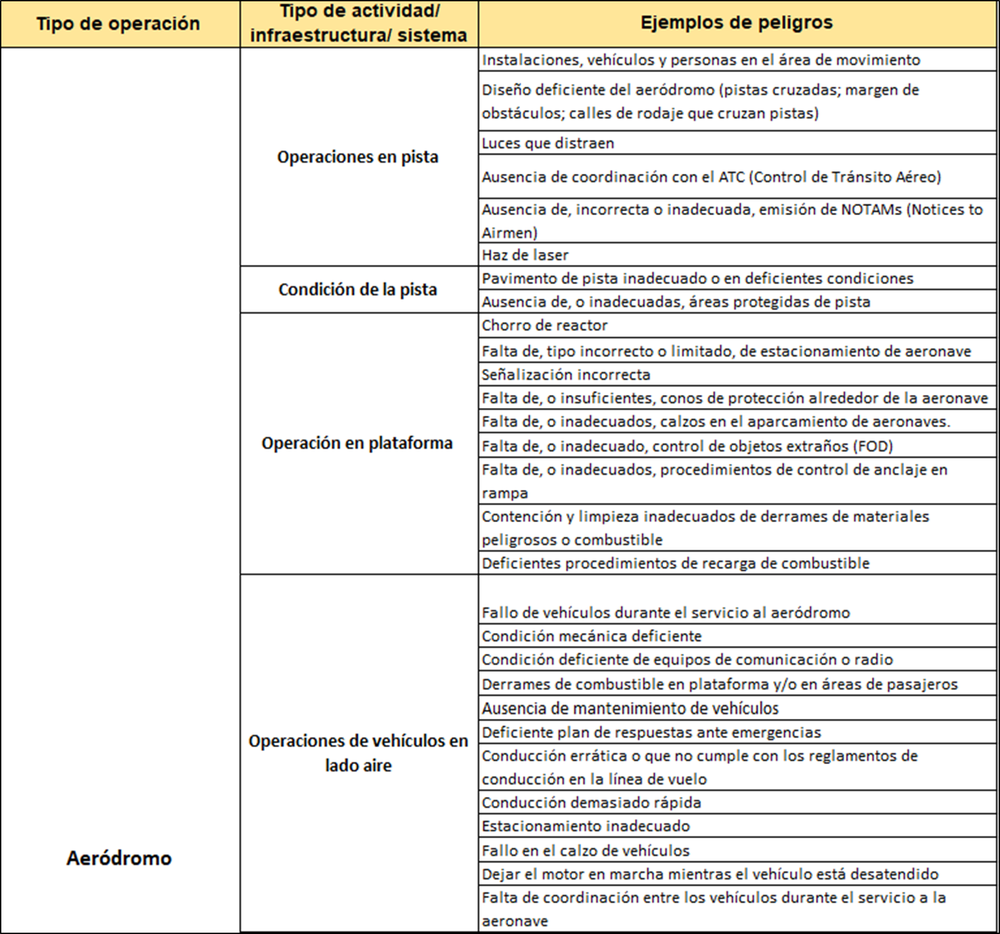 Tipo de operación
Tipo de actividad/
infraestructura/ sistema
Ejemplos de peligros
Operaciones en pista
Instalaciones, vehículos y personas en el área de movimiento
Diseño deficiente del aeródromo (pistas cruzadas; margen de
obstáculos; calles de rodaje que cruzan pistas)
Luces que distraen
Ausencia de coordinación con el ATC (Control de Tránsito Aéreo)
Ausencia de, incorrecta o inadecuada, emisión de NOTAMs (Notices to
Airmen)
Haz de laser
Condición de la pista
Pavimento de pista inadecuado o en deficientes condiciones
Ausencia de, o inadecuadas, áreas protegidas de pista
Operación en plataforma
Chorro de reactor
Falta de, tipo incorrecto o limitado, de estacionamiento de aeronave
Señalización incorrecta
Falta de, o insuficientes, conos de protección alrededor de la aeronave
Falta de, o inadecuados, calzos en el aparcamiento de aeronaves.
Falta de, o inadecuado, control de objetos extraños (FOD)
Falta de, o inadecuados, procedimientos de control de anclaje en
rampa
Contención y limpieza inadecuados de derrames de materiales
peligrosos o combustible
Deficientes procedimientos de recarga de combustible
Operaciones de vehículos en
lado aire
Fallo de vehículos durante el servicio al aeródromo
Condición mecánica deficiente
Condición deficiente de equipos de comunicación o radio
Derrames de combustible en plataforma y/o en áreas de pasajeros
Ausencia de mantenimiento de vehículos
Deficiente plan de respuestas ante emergencias
Conducción errática o que no cumple con los reglamentos de
conducción en la línea de vuelo
Conducción demasiado rápida
Estacionamiento inadecuado
Fallo en el calzo de vehículos
Dejar el motor en marcha mientras el vehículo está desatendido
Falta de coordinación entre los vehículos durante el servicio a la
aeronave
Aeródromo